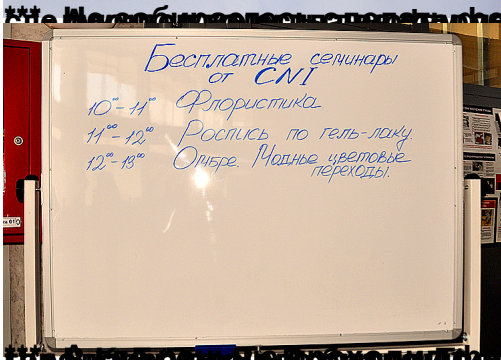 Бесплатные семинары
от CNI
10⁰⁰-11⁰⁰ Флористика
11⁰⁰-12⁰⁰ Роспись по гель-лаку.
12⁰⁰-13⁰⁰ Омбре. Модные цветовые
переходы.